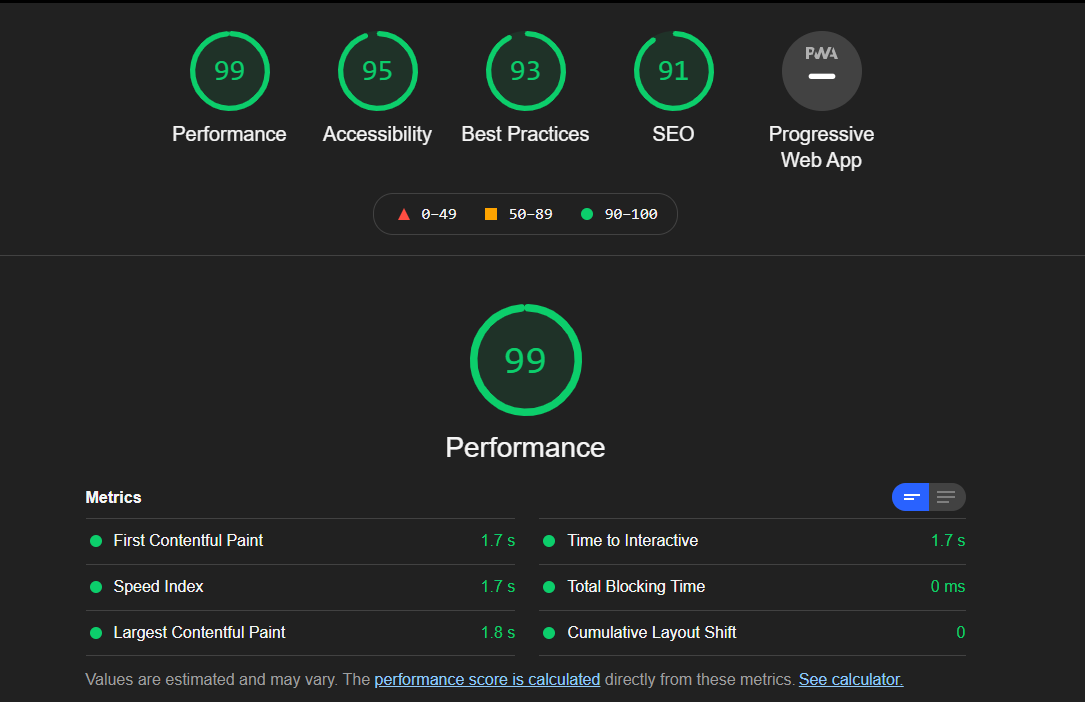 99 95 93 91 PWA
Performance Accessibility Best Practices SEO Progressive
Web App
0–49 50–89 90–100
99
Performance
Metrics
First Contentful Paint 1.7 s Time to Interactive 1.7 s
Speed Index 1.7 s Total Blocking Time 0 ms
Largest Contentful Paint 1.8 s Cumulative Layout Shift 0
Values are estimated and may vary. The performance score is calculated directly from these metrics. See calculator.